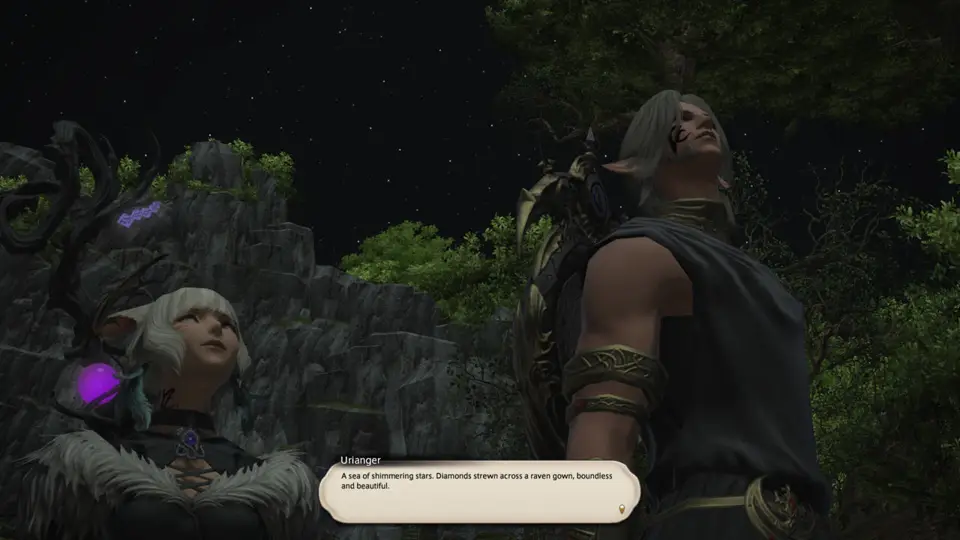 Urianger
A sea of shimmering stars. Diamonds strewn across a raven gown, boundless
and beautiful.